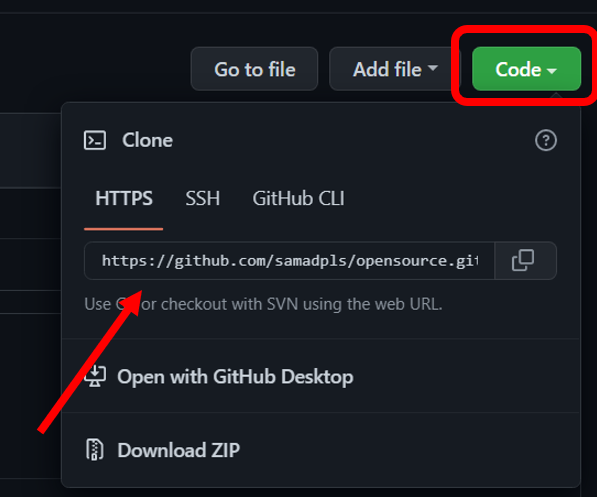 Go to file
Add file
Code
Clone
HTTPS
SSH
GitHub CLI
https://github.com/samadpls/opensource.git
Use or checkout with SVN using the web URL.
Open with GitHub Desktop
Download ZIP